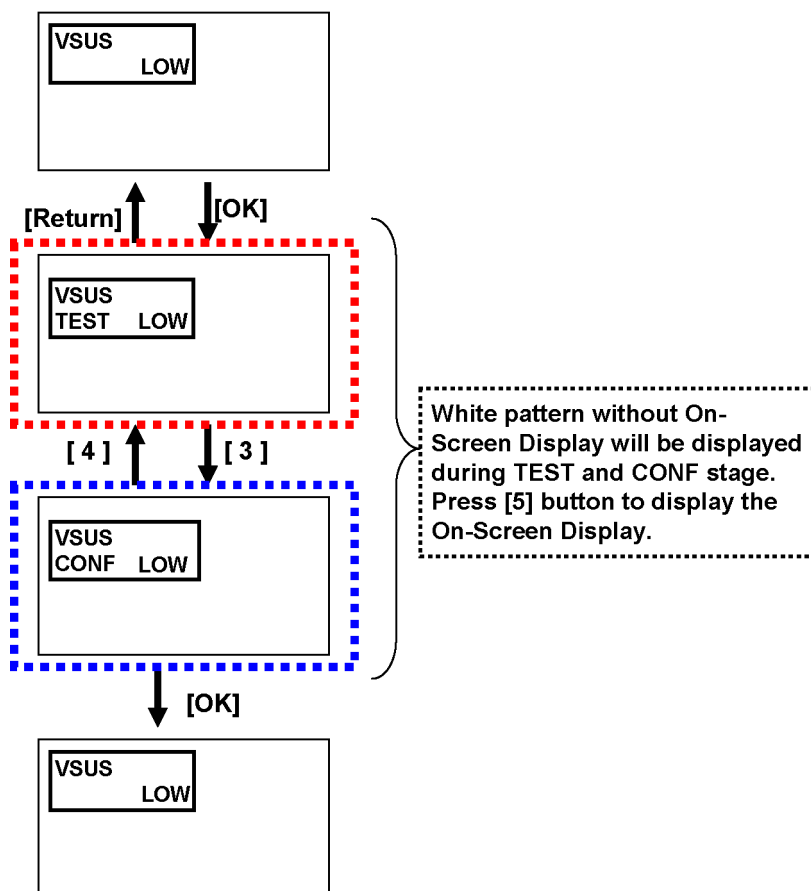 VSUS
LOW
[Return]
[OK]
VSUS
TEST LOW
[ 4 ]
[ 3 ]
White pattern without On-
Screen Display will be displayed
during TEST and CONF stage.
Press [5] button to display the
On-Screen Display.
VSUS
CONF LOW
[OK]
VSUS
LOW